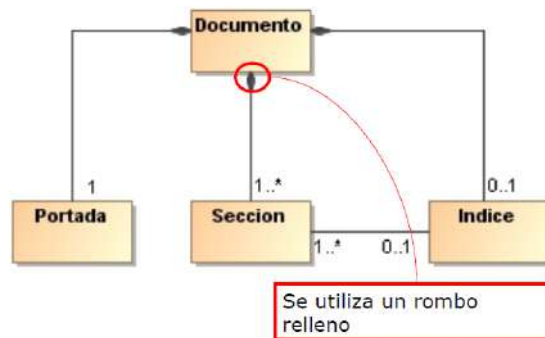 Documento
1
1..*
0..1
Portada
Seccion
Indice
1..*
0..1
Se utiliza un rombo
relleno